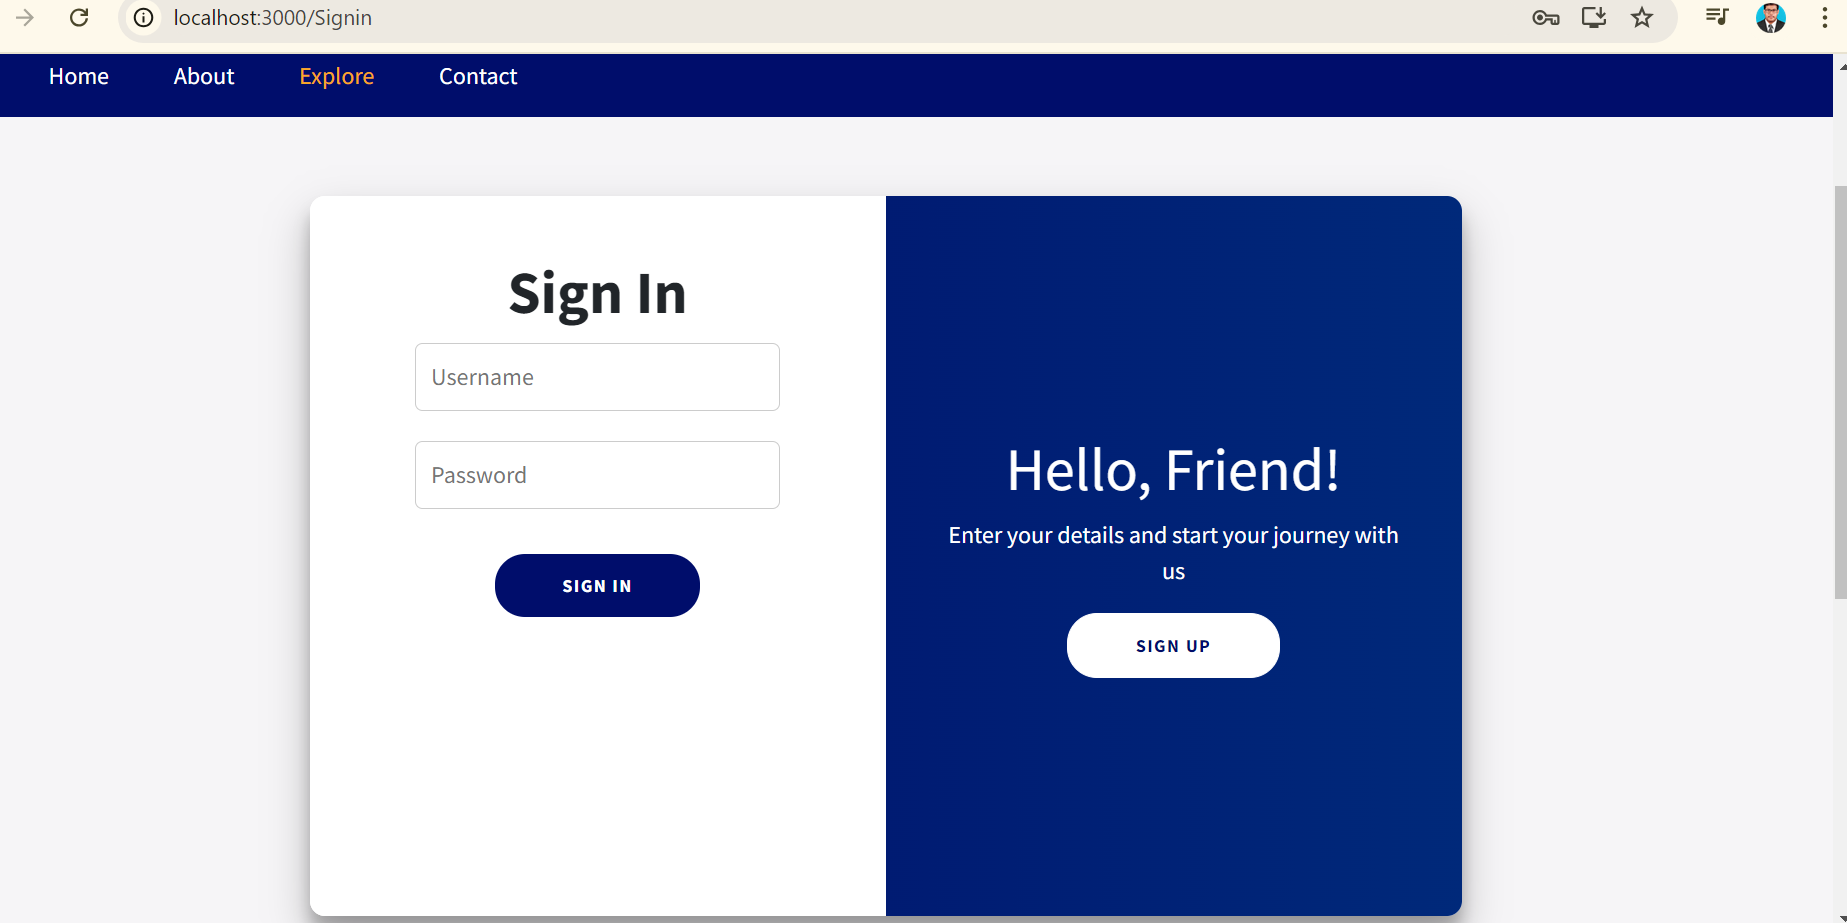 localhost:3000/Signin
Home About Explore Contact
Sign In
Username
Password
SIGN IN
Hello, Friend!
Enter your details and start your journey with
us
SIGN UP